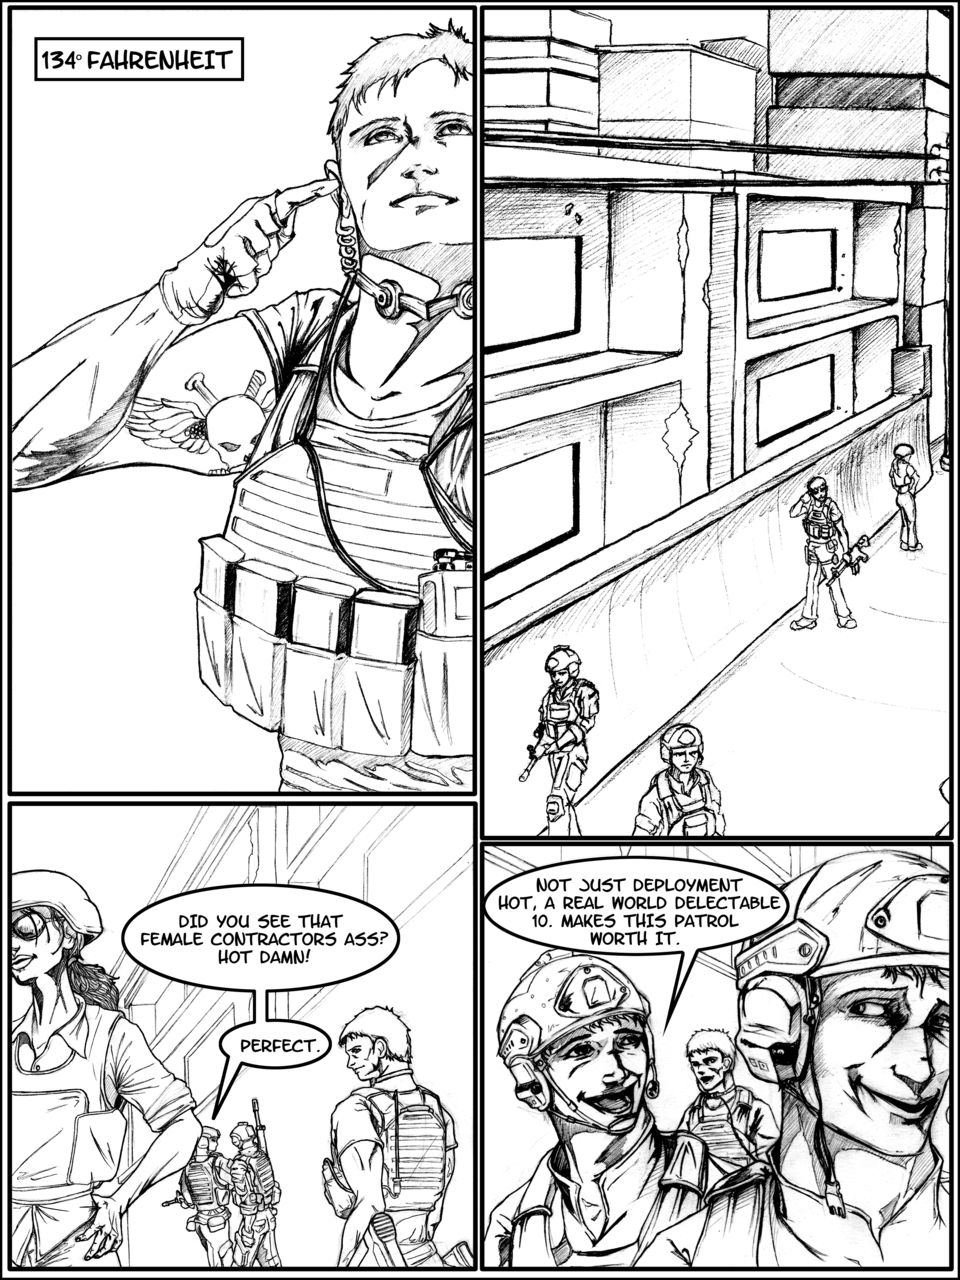 134° FAHRENHEIT
DID YOU SEE THAT
FEMALE CONTRACTORS ASS?
HOT DAMN!
PERFECT.
NOT JUST DEPLOYMENT
HOT, A REAL WORLD DELECTABLE
10. MAKES THIS PATROL
WORTH IT.